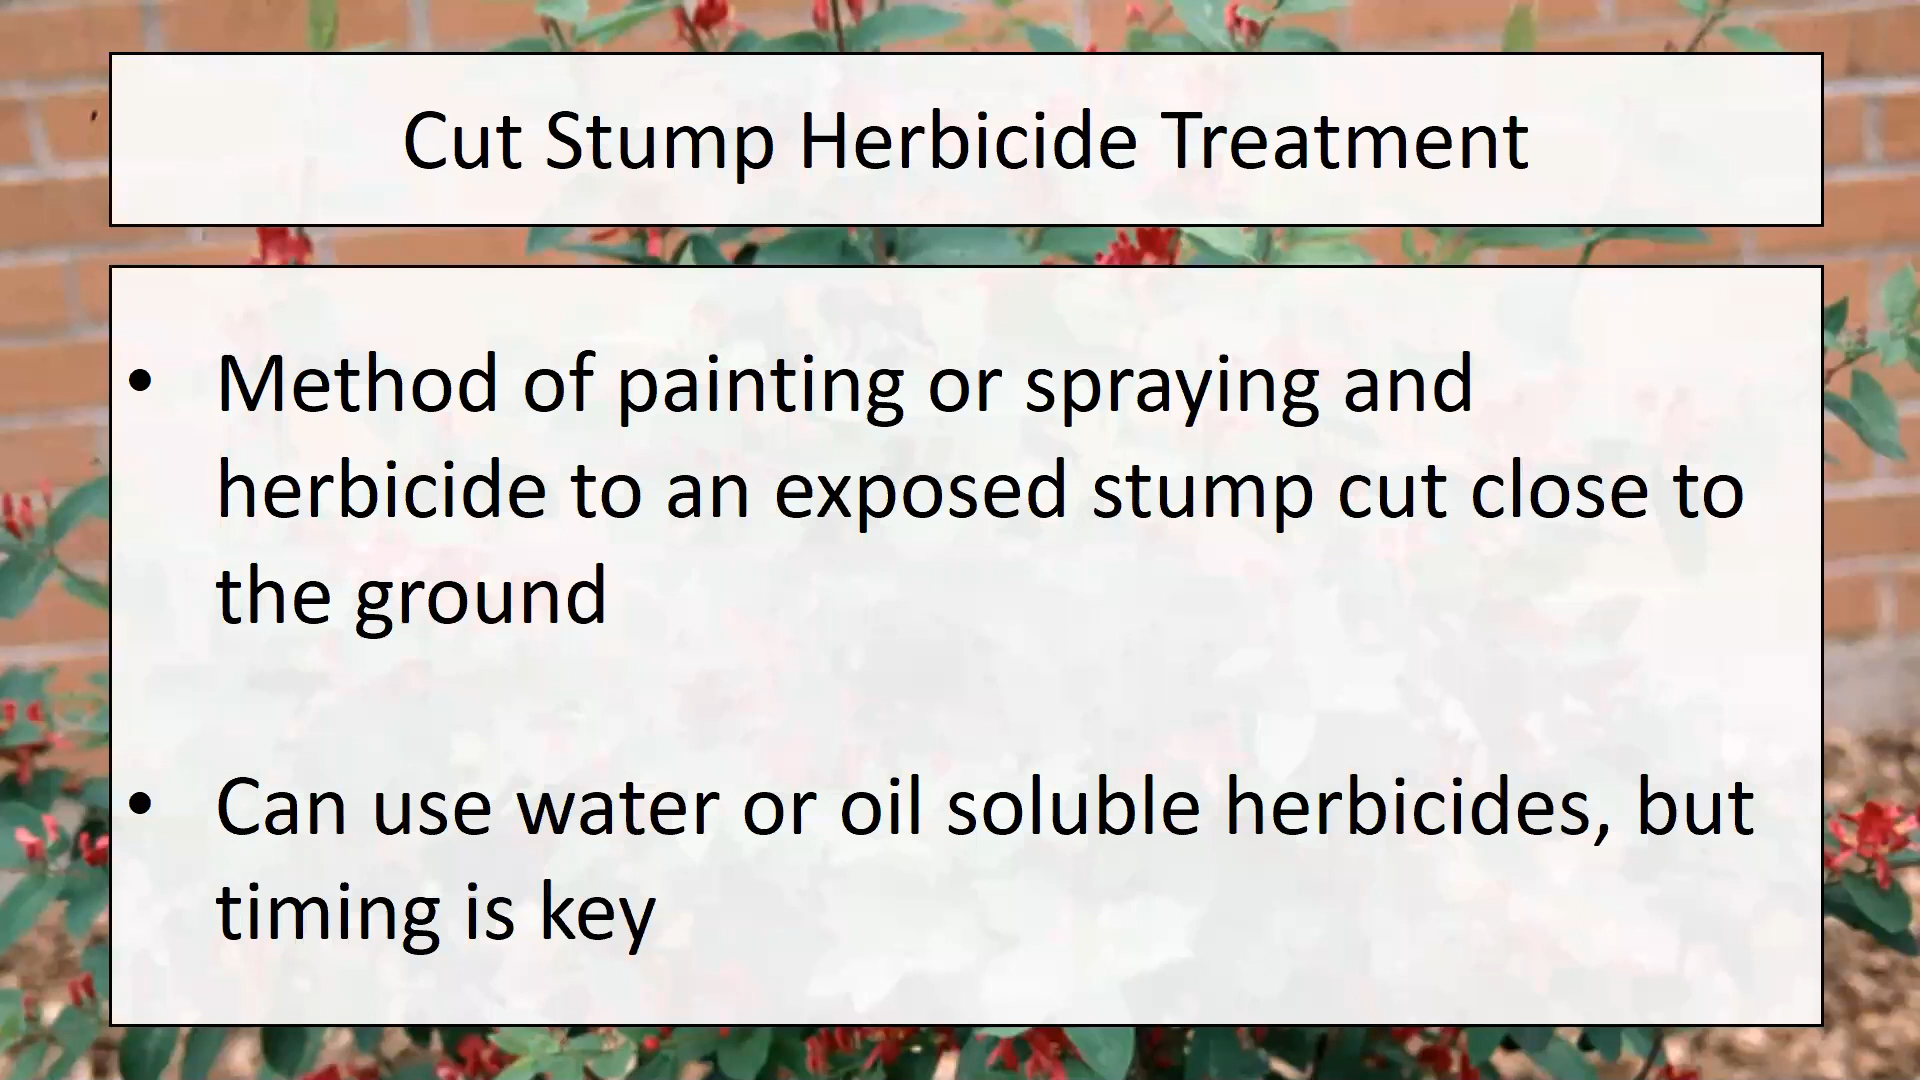 Cut Stump Herbicide Treatment
• Method of painting or spraying and
herbicide to an exposed stump cut close to
the ground
• Can use water or oil soluble herbicides, but
timing is key